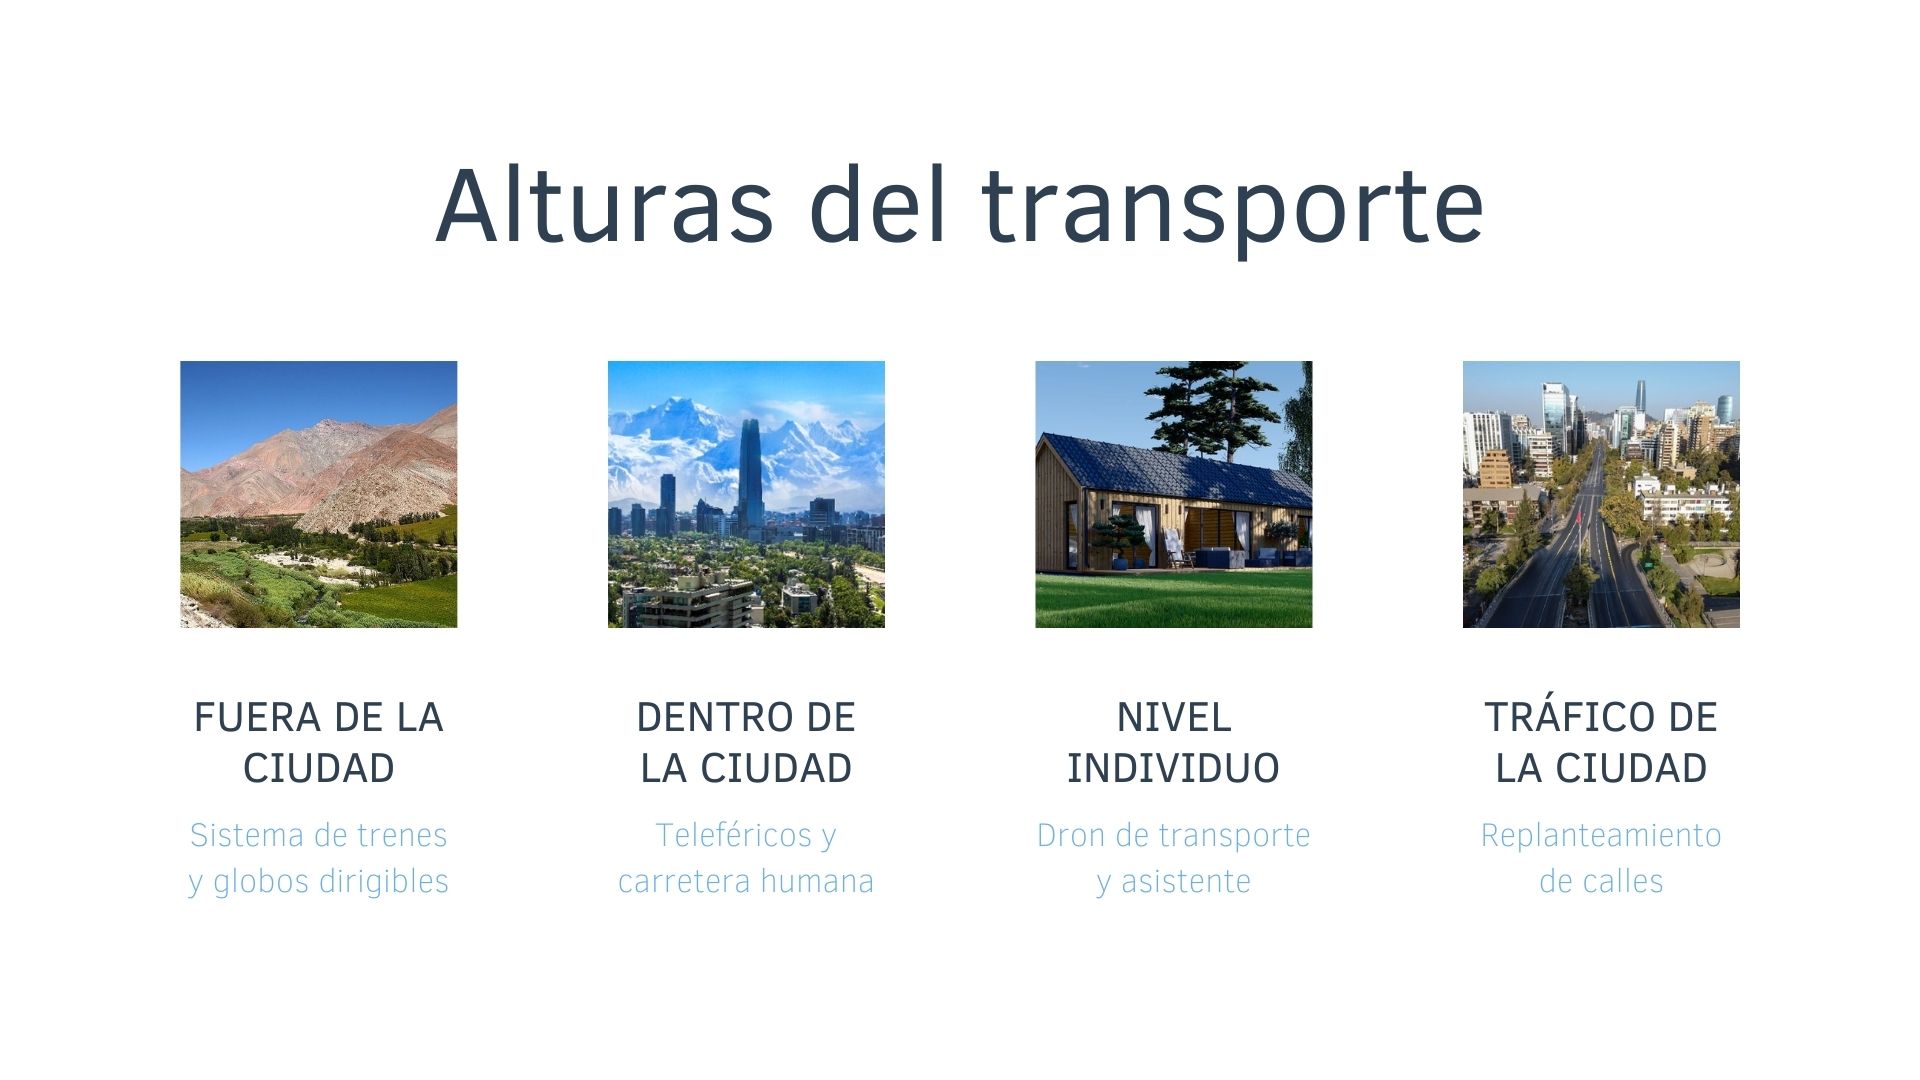 Alturas del transporte
FUERA DE LA
CIUDAD
Sistema de trenes
y globos dirigibles
DENTRO DE
LA CIUDAD
Teleféricos y
carretera humana
NIVEL
INDIVIDUO
Dron de transporte
y asistente
TRÁFICO DE
LA CIUDAD
Replanteamiento
de calles